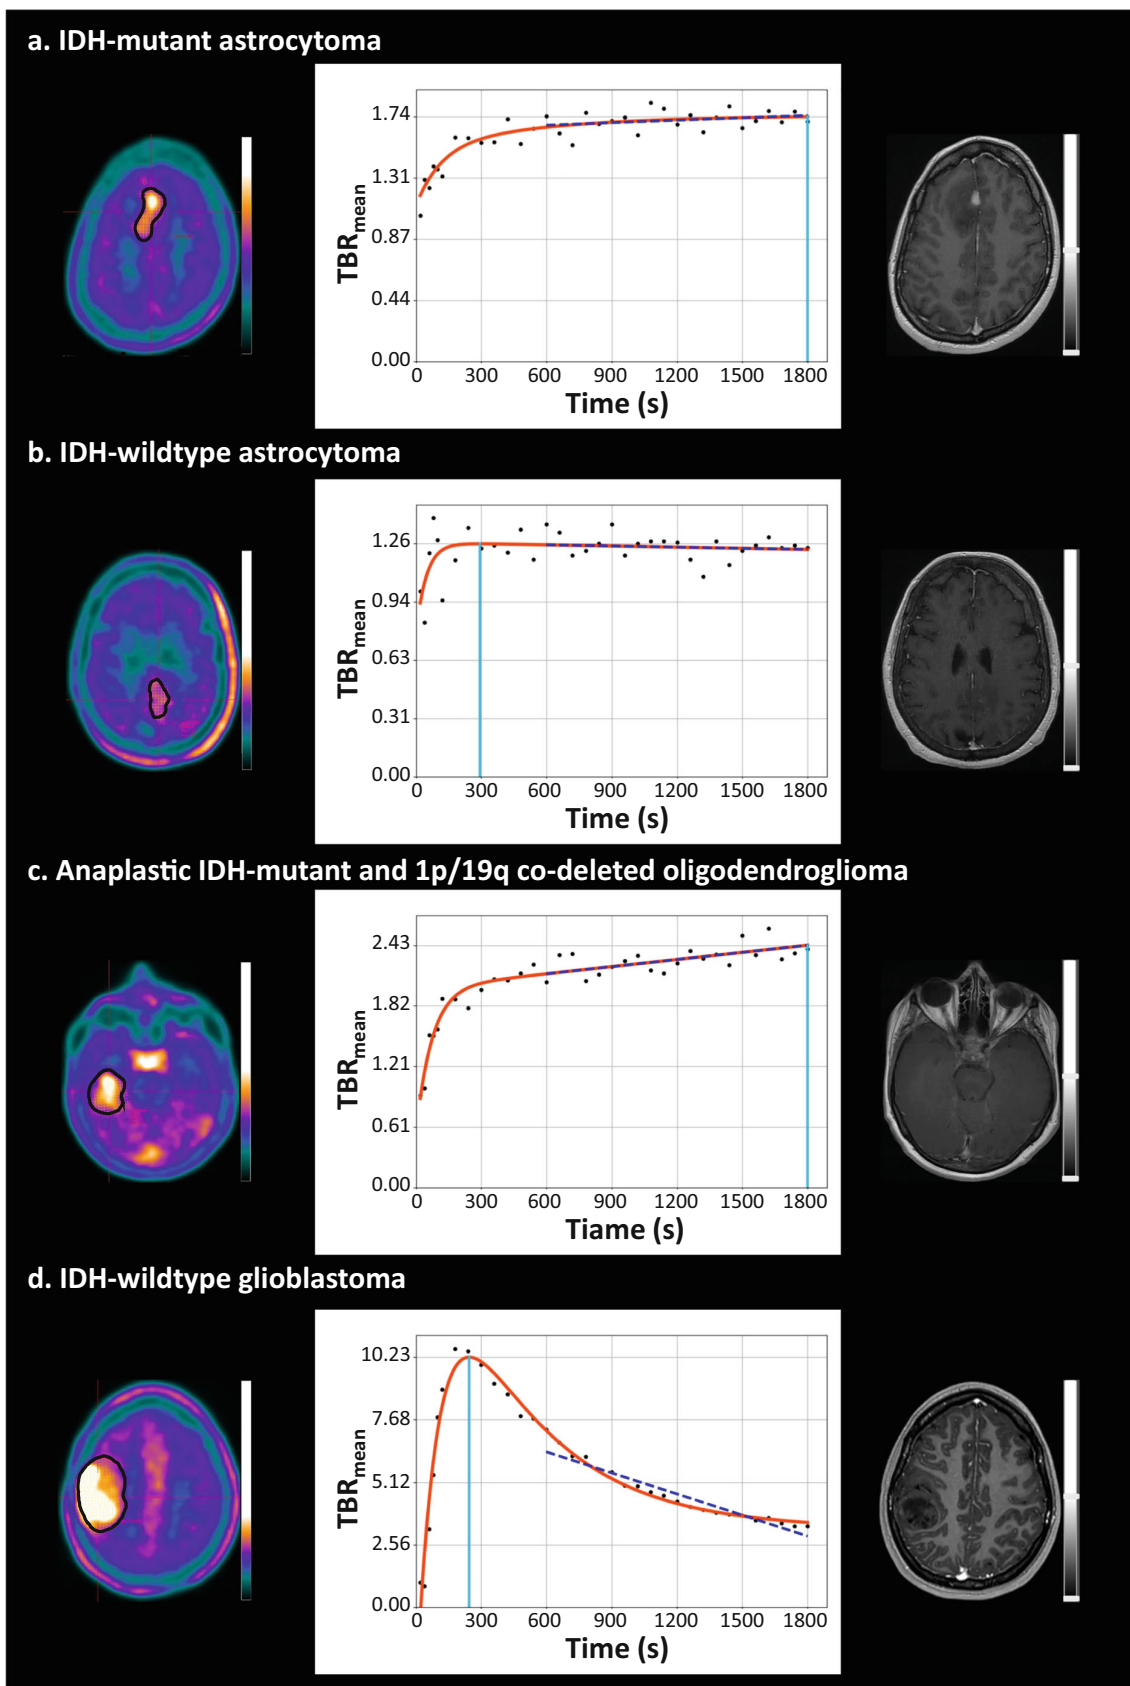 a. IDH-mutant astrocytoma
TBRmean
1.74
1.31
0.87
0.44
0.00
0 300 600 900 1200 1500 1800
Time (s)
b. IDH-wildtype astrocytoma
TBRmean
1.26
0.94
0.63
0.31
0.00
0 300 600 900 1200 1500 1800
Time (s)
c. Anaplastic IDH-mutant and 1p/19q co-deleted oligodendroglioma
TBRmean
2.43
1.82
1.21
0.61
0.00
0 300 600 900 1200 1500 1800
Tiame (s)
d. IDH-wildtype glioblastoma
TBRmean
10.23
7.68
5.12
2.56
0.00
0 300 600 900 1200 1500 1800
Time (s)